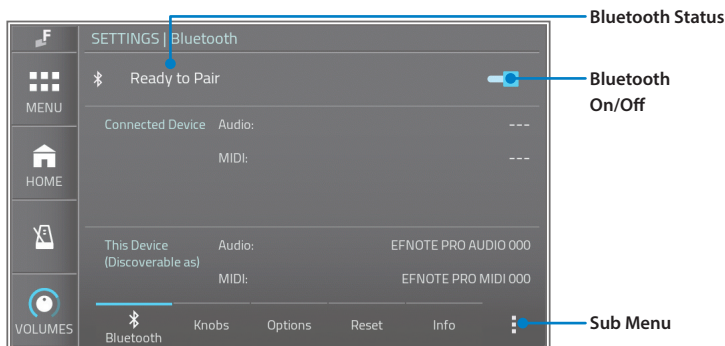 Bluetooth Status
F
SETTINGS | Bluetooth
Ready to Pair
Bluetooth
On/Off
MENU
Connected Device Audio: ---
MIDI: ---
HOME
This Device
(Discoverable as)
Audio: EFNOTE PRO AUDIO 000
MIDI: EFNOTE PRO MIDI 000
VOLUMES
Bluetooth
Knobs
Options
Reset
Info
Sub Menu